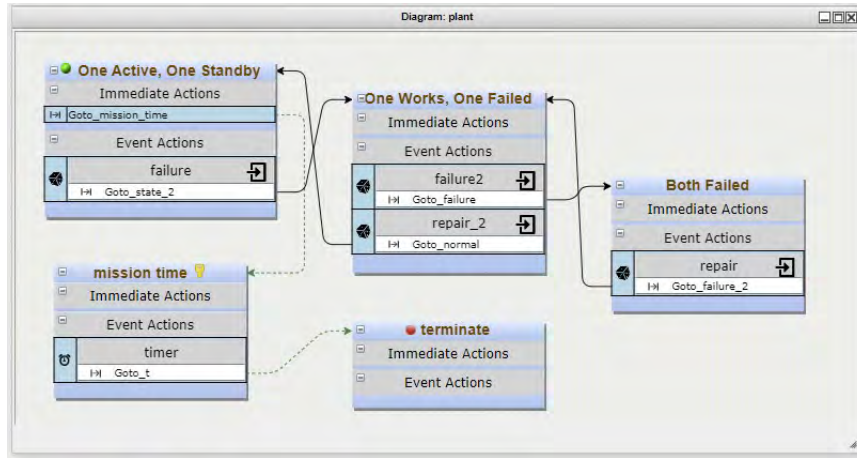 Diagram: plant
One Active, One Standby
Immediate Actions
Goto_mission_time
Event Actions
failure
Goto_state_2
One Works, One Failed
Immediate Actions
Event Actions
failure2
Goto_failure
repair_2
Goto_normal
Both Failed
Immediate Actions
Event Actions
repair
Goto_failure_2
mission time
Immediate Actions
Event Actions
timer
Goto_t
terminate
Immediate Actions
Event Actions